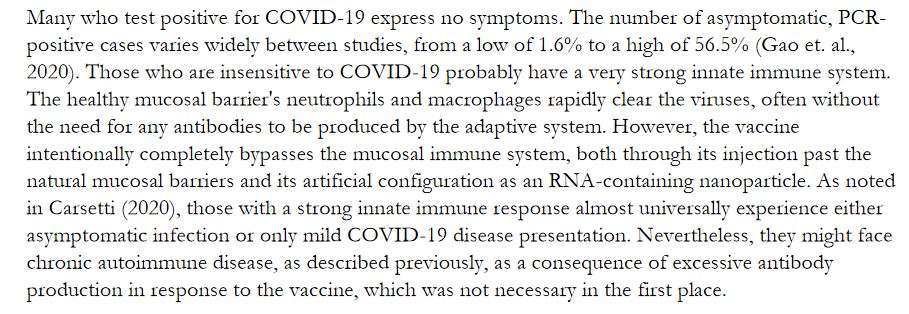 Many who test positive for COVID-19 express no symptoms. The number of asymptomatic, PCR-
positive cases varies widely between studies, from a low of 1.6% to a high of 56.5% (Gao et. al.,
2020). Those who are insensitive to COVID-19 probably have a very strong innate immune system.
The healthy mucosal barrier's neutrophils and macrophages rapidly clear the viruses, often without
the need for any antibodies to be produced by the adaptive system. However, the vaccine
intentionally completely bypasses the mucosal immune system, both through its injection past the
natural mucosal barriers and its artificial configuration as an RNA-containing nanoparticle. As noted
in Carsetti (2020), those with a strong innate immune response almost universally experience either
asymptomatic infection or only mild COVID-19 disease presentation. Nevertheless, they might face
chronic autoimmune disease, as described previously, as a consequence of excessive antibody
production in response to the vaccine, which was not necessary in the first place.